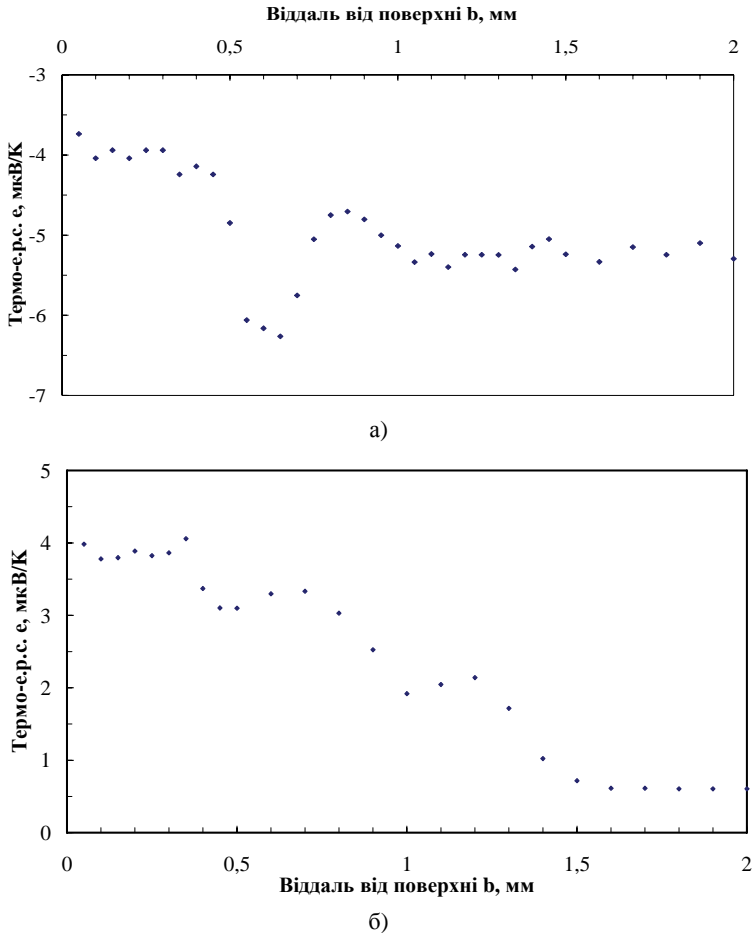 Віддаль від поверхні b, мм
0 0,5 1 1,5 2
-3
-4
-5
-6
-7
Термо-е.р.с. e, мкВ/К
а)
5
4
3
2
1
0
Термо-е.р.с. e, мкВ/К
0 0,5 1 1,5 2
Віддаль від поверхні b, мм
б)